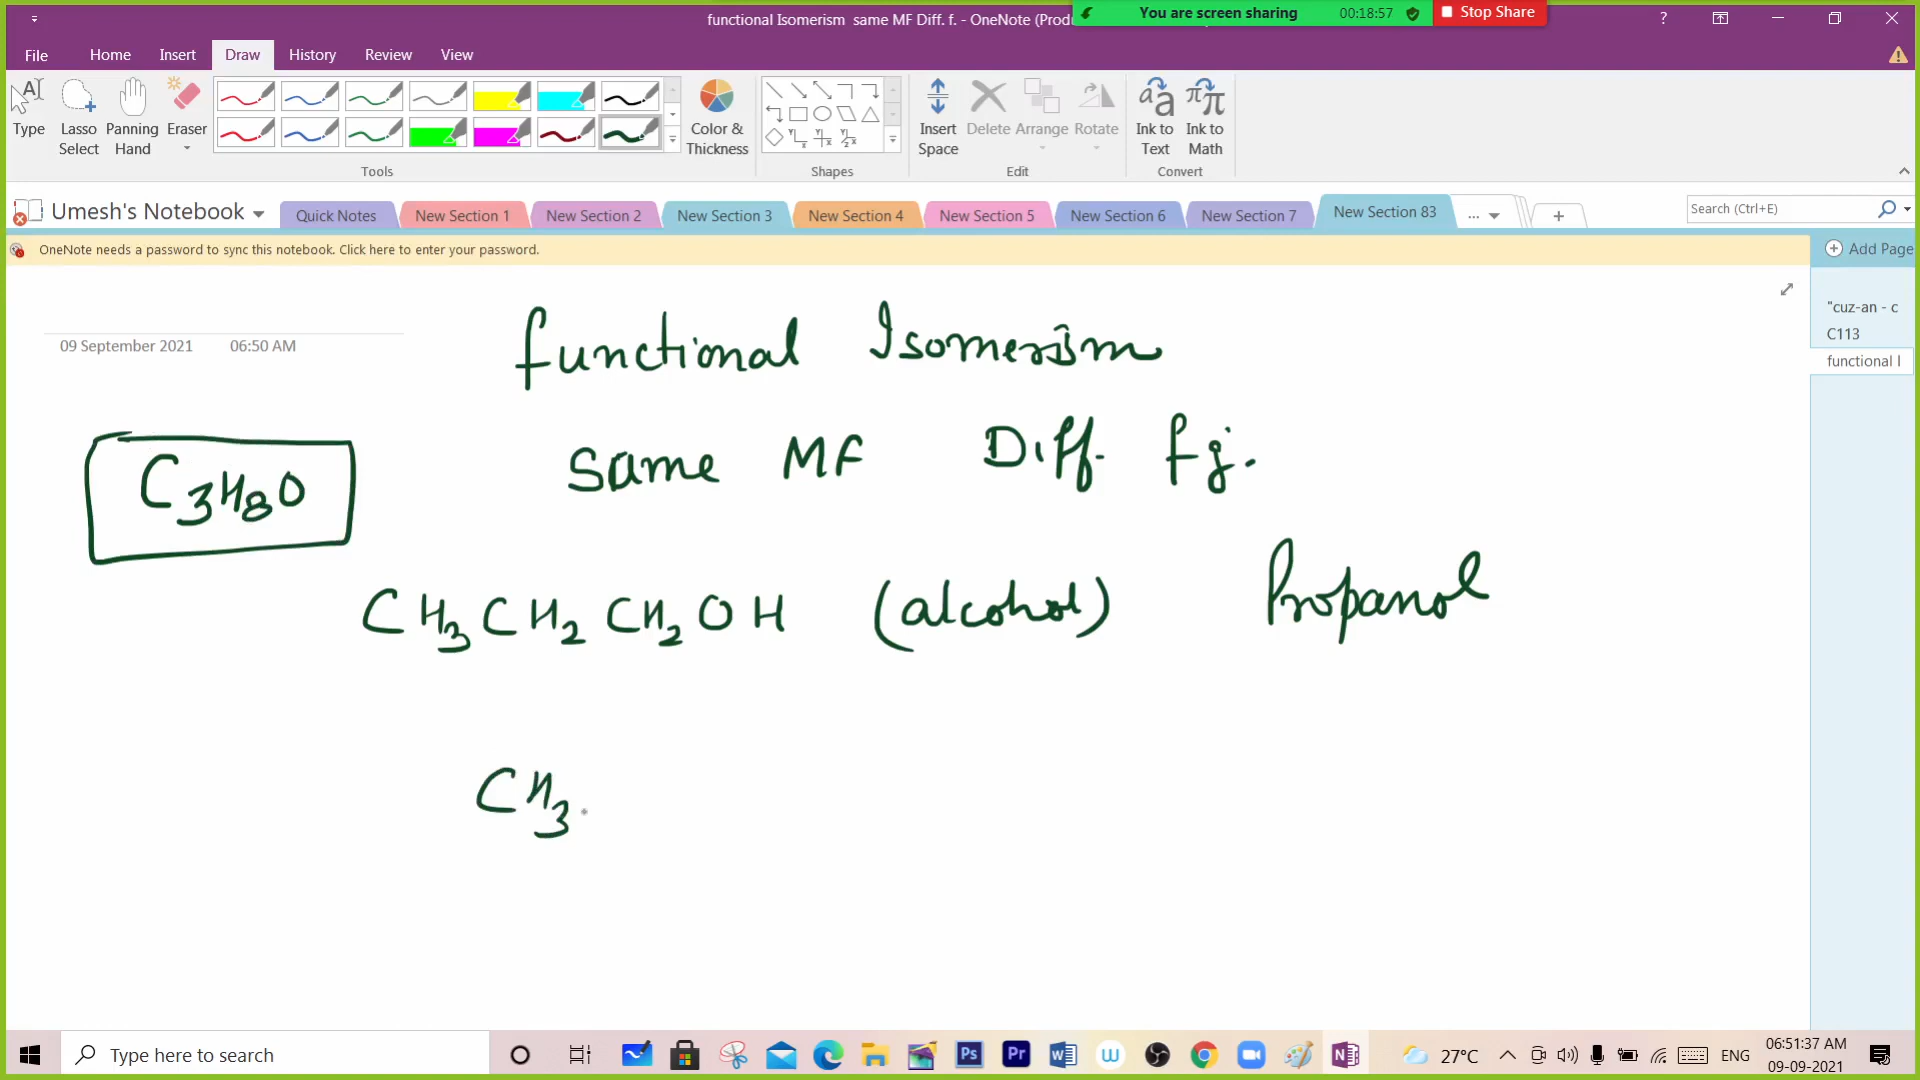 functional Isomerism same MF Diff. f. - OneNote (Prod
You are screen sharing 00:18:57 Stop Share
?
File Home Insert Draw History Review View
Type Lasso Select Panning Hand Eraser Color & Thickness Insert Space Delete Arrange Rotate Ink to Text Ink to Math
Tools Shapes Edit Convert
Umesh's Notebook Quick Notes New Section 1 New Section 2 New Section 3 New Section 4 New Section 5 New Section 6 New Section 7 New Section 83 ... Search (Ctrl+E)
OneNote needs a password to sync this notebook. Click here to enter your password.
Add Page
"cuz-an - c
C113
functional I
09 September 2021 06:50 AM
functional Isomerism
same MF Diff. fg.
C3H8O
CH3CH2CH2OH (alcohol) Propanol
CH3
Type here to search
Ps Pr W
27°C ENG 06:51:37 AM
09-09-2021